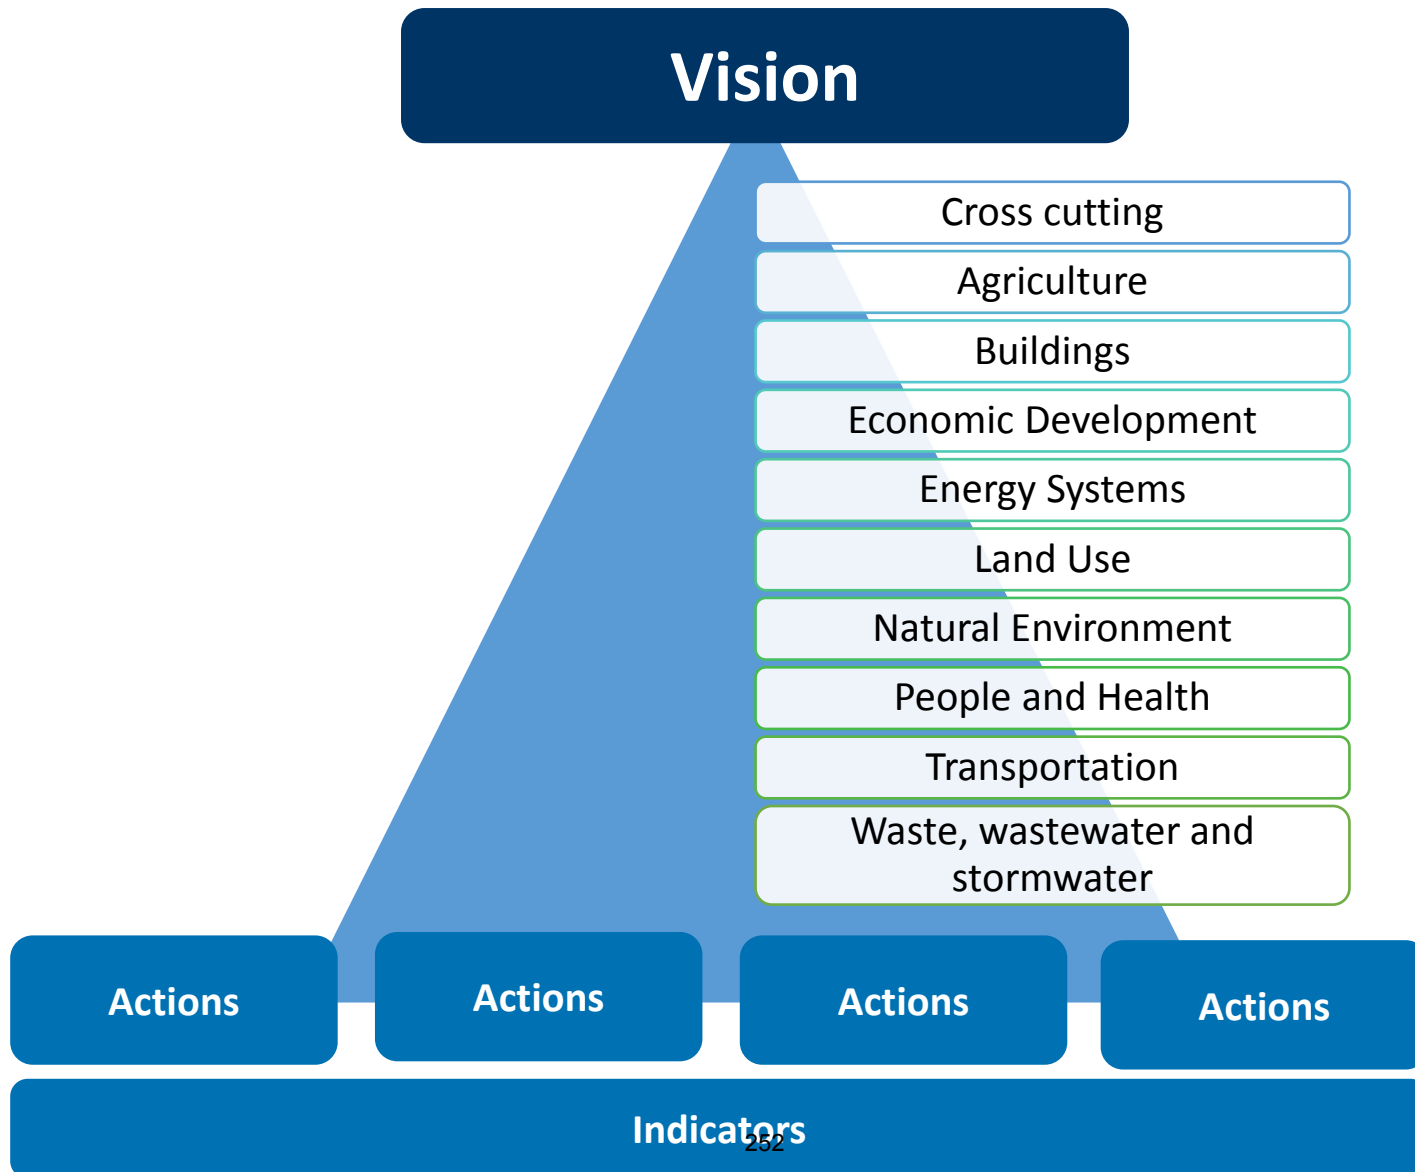 Vision
Cross cutting
Agriculture
Buildings
Economic Development
Energy Systems
Land Use
Natural Environment
People and Health
Transportation
Waste, wastewater and
stormwater
Actions
Actions
Actions
Actions
Indicators
252